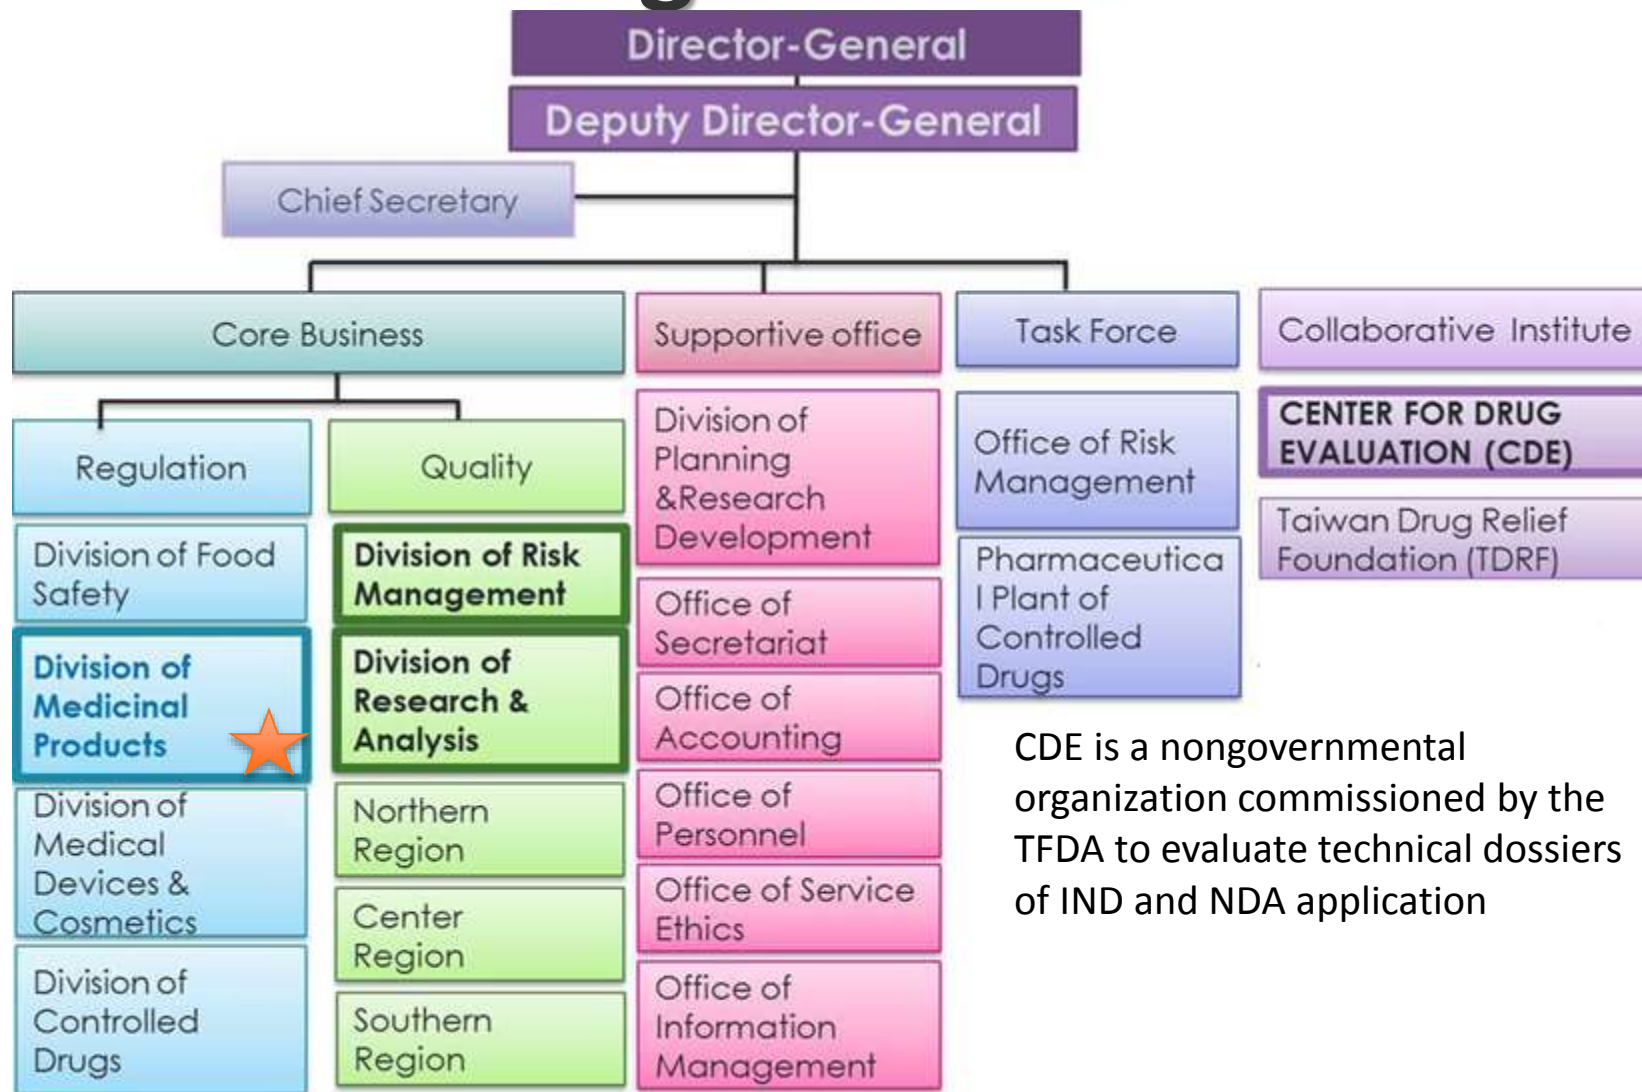 Director-General
Deputy Director-General
Chief Secretary
Core Business
Supportive office
Task Force
Collaborative Institute
Regulation
Quality
Division of Food
Safety
Division of
Medicinal
Products
Division of
Medical
Devices &
Cosmetics
Division of
Controlled
Drugs
Division of Risk
Management
Division of
Research &
Analysis
Northern
Region
Center
Region
Southern
Region
Division of
Planning
&Research
Development
Office of
Secretariat
Office of
Accounting
Office of
Personnel
Office of Service
Ethics
Office of
Information
Management
Office of Risk
Management
Pharmaceutica
l Plant of
Controlled
Drugs
CENTER FOR DRUG
EVALUATION (CDE)
Taiwan Drug Relief
Foundation (TDRF)
CDE is a nongovernmental
organization commissioned by the
TFDA to evaluate technical dossiers
of IND and NDA application